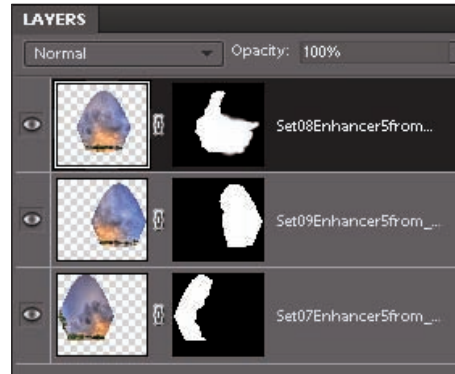 LAYERS
Normal Opacity: 100%
Set08Enhancer5from...
Set09Enhancer5from_...
Set07Enhancer5from_...